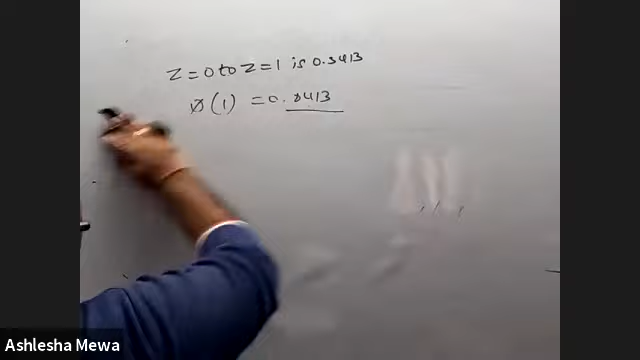 Z = 0 to Z = 1 is 0.3413
Ø(1) = 0.8413
Ashlesha Mewa